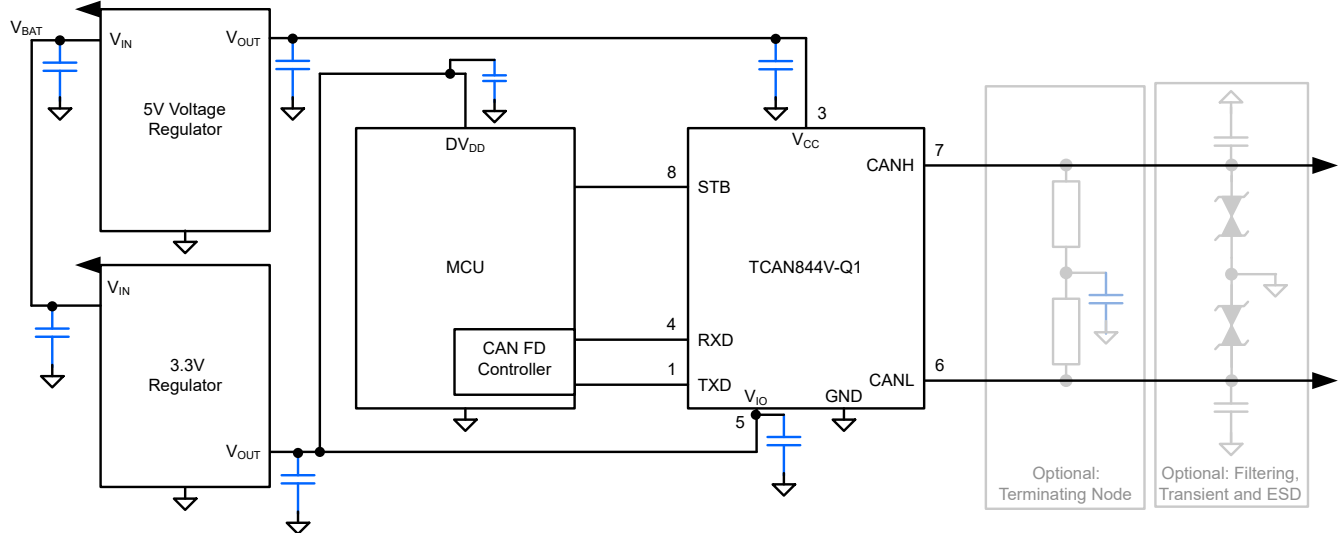 VBAT
VIN
VOUT
5V Voltage
Regulator
VIN
3.3V
Regulator
VOUT
DVDD
MCU
CAN FD
Controller
8
4
1
3
VCC
STB
CANH
7
TCAN844V-Q1
RXD
TXD
CANL
6
VIO
GND
5
Optional:
Terminating Node
Optional: Filtering,
Transient and ESD